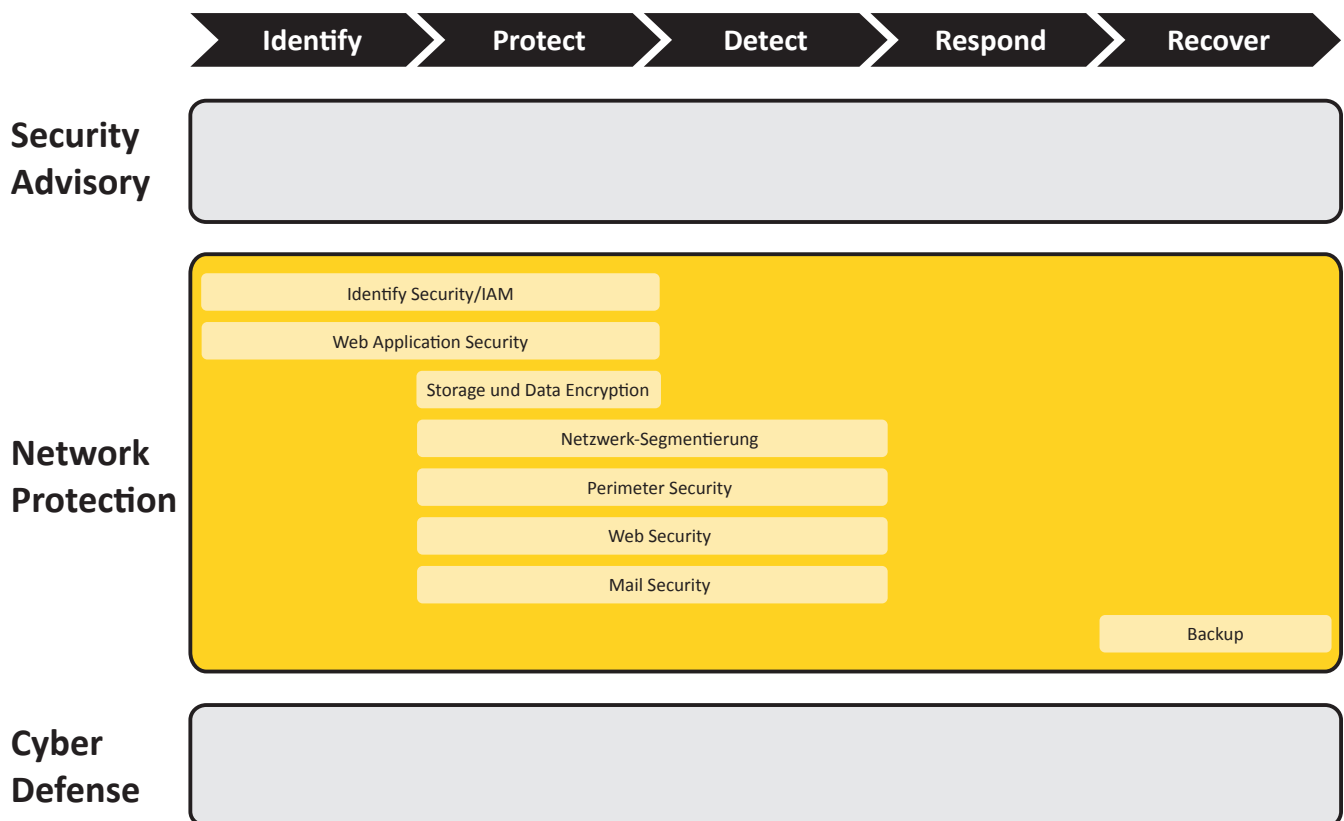 Identify Protect Detect Respond Recover
Security
Advisory
Identify Security/IAM
Web Application Security
Storage und Data Encryption
Netzwerk-Segmentierung
Network
Protection
Perimeter Security
Web Security
Mail Security
Backup
Cyber
Defense